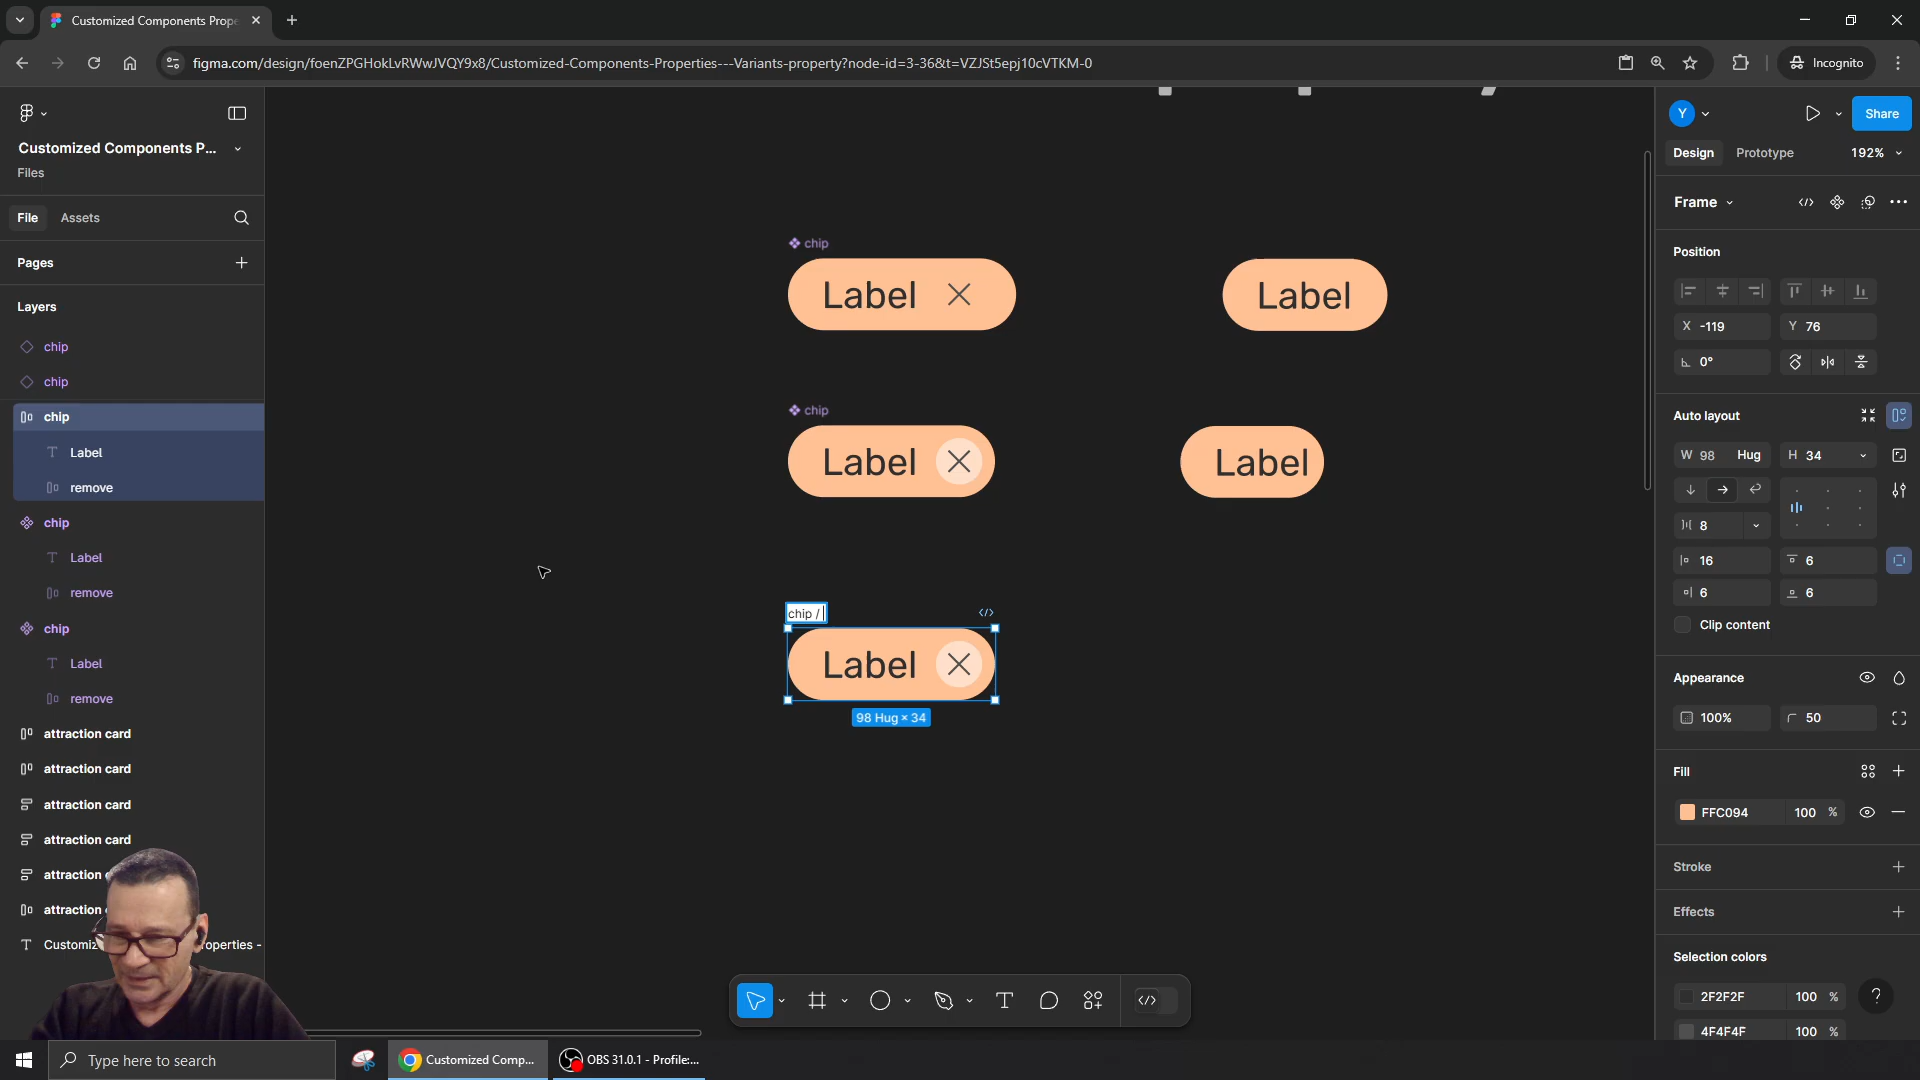 Customized Components Prope
figma.com/design/foenZPGHokLvRWwJVQY9x8/Customized-Components-Properties---Variants-property?node-id=3-36&t=VZJSt5epj10cVTKM-0
Incognito
Customized Components P...
Files
File
Assets
Pages
Layers
chip
chip
chip
Label
remove
chip
Label
remove
chip
Label
remove
attraction card
attraction card
attraction card
attraction card
attraction
attraction
Customiz operties -
chip
Label
Label
chip
Label
Label
chip /
Label
98 Hug × 34
Y
Share
Design
Prototype
192%
Frame
Position
X -119
Y 76
0°
Auto layout
W 98 Hug
H 34
8
16
6
6
6
Clip content
Appearance
100%
50
Fill
FFC094 100 %
Stroke
Effects
Selection colors
2F2F2F 100 %
4F4F4F 100 %
?
Type here to search
Customized Comp...
OBS 31.0.1 - Profile:...